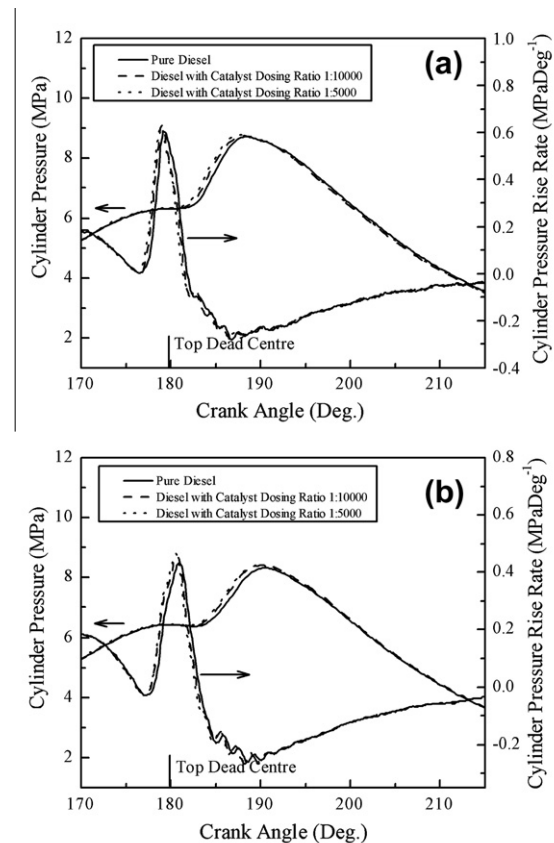 12
10
8
6
4
2
Cylinder Pressure (MPa)
Pure Diesel
Diesel with Catalyst Dosing Ratio 1:10000
Diesel with Catalyst Dosing Ratio 1:5000
(a)
1.0
0.8
0.6
0.4
0.2
0.0
-0.2
-0.4
Cylinder Pressure Rise Rate (MPaDeg⁻¹)
Top Dead Centre
170 180 190 200 210
Crank Angle (Deg.)
12
10
8
6
4
2
Cylinder Pressure (MPa)
Pure Diesel
Diesel with Catalyst Dosing Ratio 1:10000
Diesel with Catalyst Dosing Ratio 1:5000
(b)
0.8
0.6
0.4
0.2
0.0
-0.2
Cylinder Pressure Rise Rate (MPaDeg⁻¹)
Top Dead Centre
170 180 190 200 210
Crank Angle (Deg.)